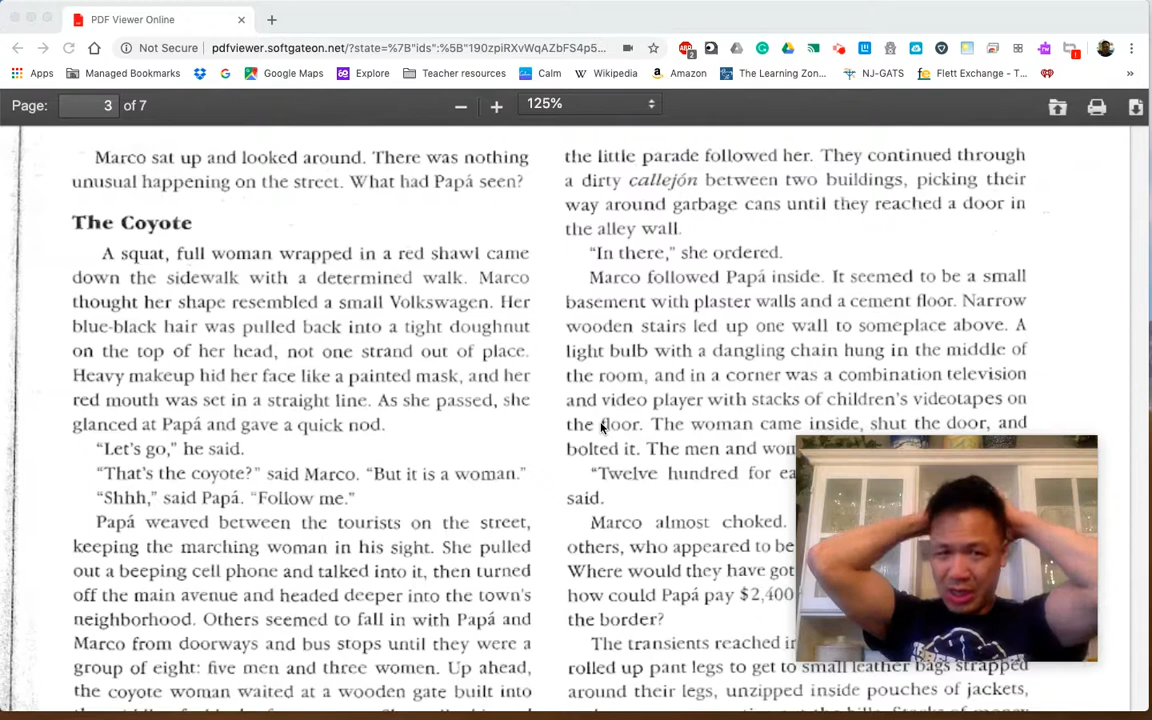 PDF Viewer Online
Not Secure pdfviewer.softgateon.net/?state=%7B"ids":%5B"190zpiRXvWqAZbFS4p5...
Apps Managed Bookmarks Google Maps Explore Teacher resources Calm Wikipedia Amazon The Learning Zon... NJ-GATS Flett Exchange – T... »
Page: 3 of 7 125%
Marco sat up and looked around. There was nothing
unusual happening on the street. What had Papá seen?
The Coyote
A squat, full woman wrapped in a red shawl came
down the sidewalk with a determined walk. Marco
thought her shape resembled a small Volkswagen. Her
blue-black hair was pulled back into a tight doughnut
on the top of her head, not one strand out of place.
Heavy makeup hid her face like a painted mask, and her
red mouth was set in a straight line. As she passed, she
glanced at Papá and gave a quick nod.
“Let’s go,” he said.
“That’s the coyote?” said Marco. “But it is a woman.”
“Shhh,” said Papá. “Follow me.”
Papá weaved between the tourists on the street,
keeping the marching woman in his sight. She pulled
out a beeping cell phone and talked into it, then turned
off the main avenue and headed deeper into the town’s
neighborhood. Others seemed to fall in with Papá and
Marco from doorways and bus stops until they were a
group of eight: five men and three women. Up ahead,
the coyote woman waited at a wooden gate built into
the little parade followed her. They continued through
a dirty callejón between two buildings, picking their
way around garbage cans until they reached a door in
the alley wall.
“In there,” she ordered.
Marco followed Papá inside. It seemed to be a small
basement with plaster walls and a cement floor. Narrow
wooden stairs led up one wall to someplace above. A
light bulb with a dangling chain hung in the middle of
the room, and in a corner was a combination television
and video player with stacks of children’s videotapes on
the floor. The woman came inside, shut the door, and
bolted it. The men and wom
“Twelve hundred for ea
said.
Marco almost choked.
others, who appeared to be
Where would they have got
how could Papá pay $2,400
the border?
The transients reached in
rolled up pant legs to get to small leather bags strapped
around their legs, unzipped inside pouches of jackets,